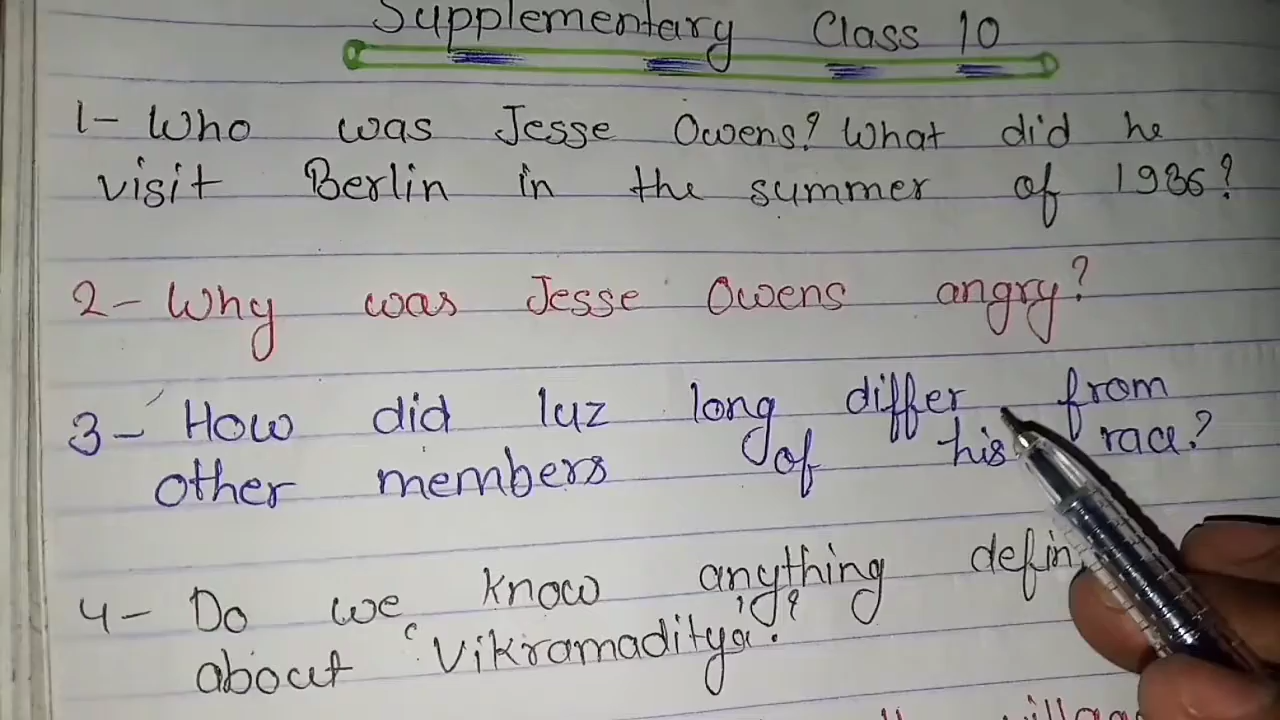 Supplementary Class 10
1- Who was Jesse Owens? What did he
visit Berlin in the summer of 1936?
2- Why was Jesse Owens angry?
3- How did luz long differ from
other members of his race?
4- Do we know anything defin
about 'Vikramaditya'?